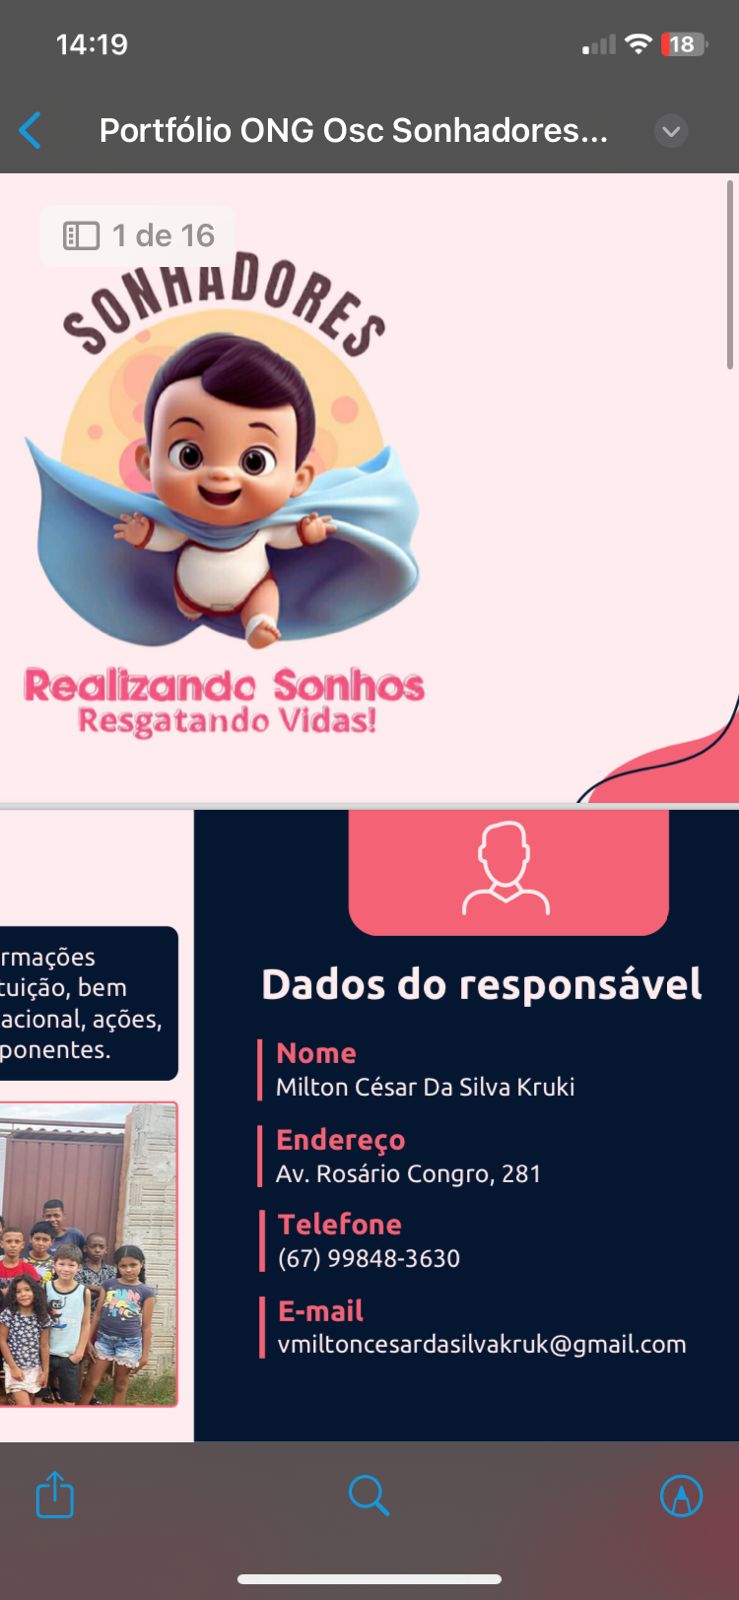 14:19
18
Portfólio ONG Osc Sonhadores...
1 de 16
SONHADORES
Realizando Sonhos
Resgatando Vidas!
rmações
tuição, bem
acional, ações,
ponentes.
Dados do responsável
Nome
Milton César Da Silva Kruki
Endereço
Av. Rosário Congro, 281
Telefone
(67) 99848-3630
E-mail
vmiltoncesardasilvakruk@gmail.com